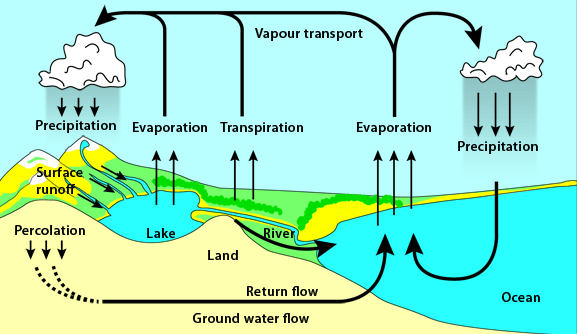 Vapour transport
Precipitation
Evaporation
Transpiration
Evaporation
Precipitation
Surface
runoff
Percolation
Lake
River
Land
Return flow
Ocean
Ground water flow